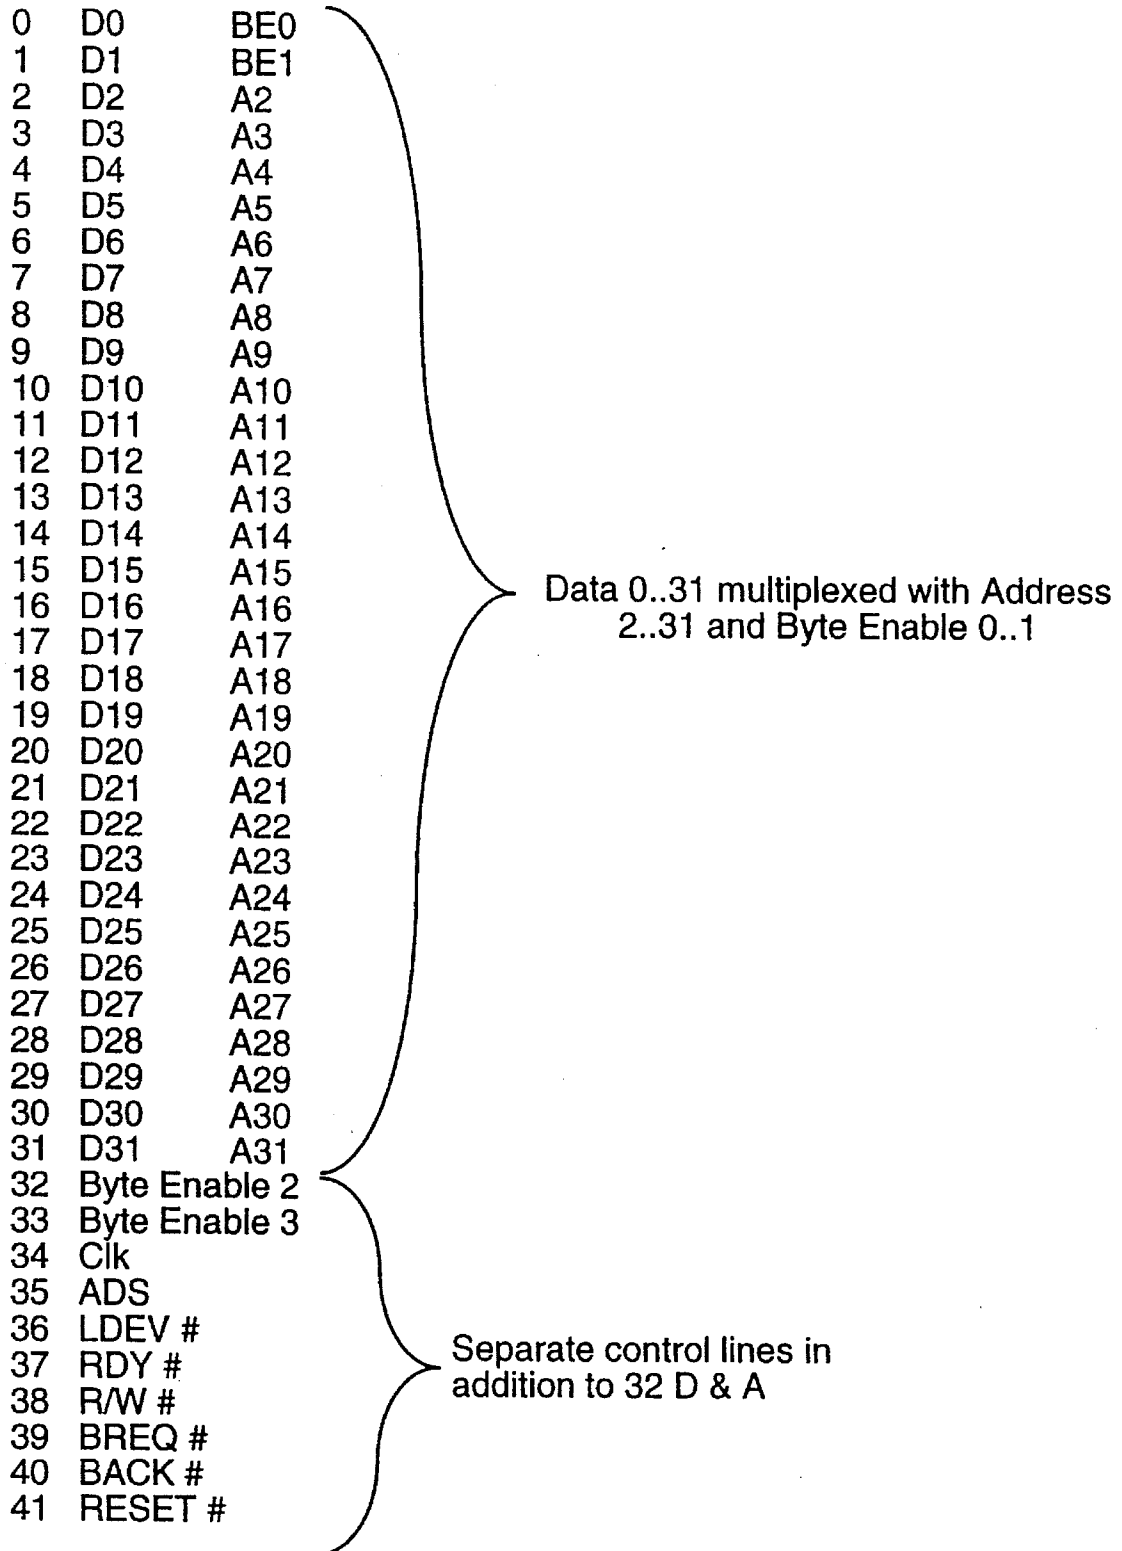 0 D0 BE0
1 D1 BE1
2 D2 A2
3 D3 A3
4 D4 A4
5 D5 A5
6 D6 A6
7 D7 A7
8 D8 A8
9 D9 A9
10 D10 A10
11 D11 A11
12 D12 A12
13 D13 A13
14 D14 A14
15 D15 A15
16 D16 A16
17 D17 A17
18 D18 A18
19 D19 A19
20 D20 A20
21 D21 A21
22 D22 A22
23 D23 A23
24 D24 A24
25 D25 A25
26 D26 A26
27 D27 A27
28 D28 A28
29 D29 A29
30 D30 A30
31 D31 A31
Data 0..31 multiplexed with Address
2..31 and Byte Enable 0..1
32 Byte Enable 2
33 Byte Enable 3
34 Clk
35 ADS
36 LDEV #
37 RDY #
38 R/W #
39 BREQ #
40 BACK #
41 RESET #
Separate control lines in
addition to 32 D & A